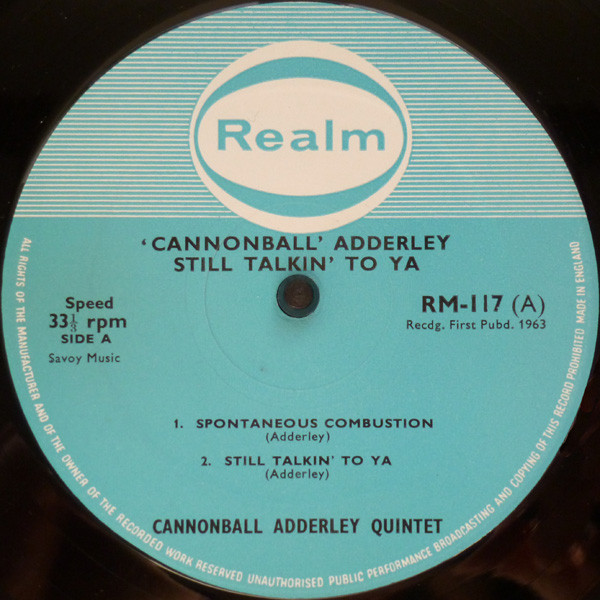 Realm
‘CANNONBALL’ ADDERLEY
STILL TALKIN’ TO YA
Speed
33⅓ rpm
SIDE A
Savoy Music
RM-117 (A)
Recdg. First Pubd. 1963
1. SPONTANEOUS COMBUSTION
(Adderley)
2. STILL TALKIN’ TO YA
(Adderley)
CANNONBALL ADDERLEY QUINTET
ALL RIGHTS OF THE MANUFACTURER AND OF THE OWNER OF THE RECORDED WORK RESERVED UNAUTHORISED PUBLIC PERFORMANCE BROADCASTING AND COPYING OF THIS RECORD PROHIBITED MADE IN ENGLAND